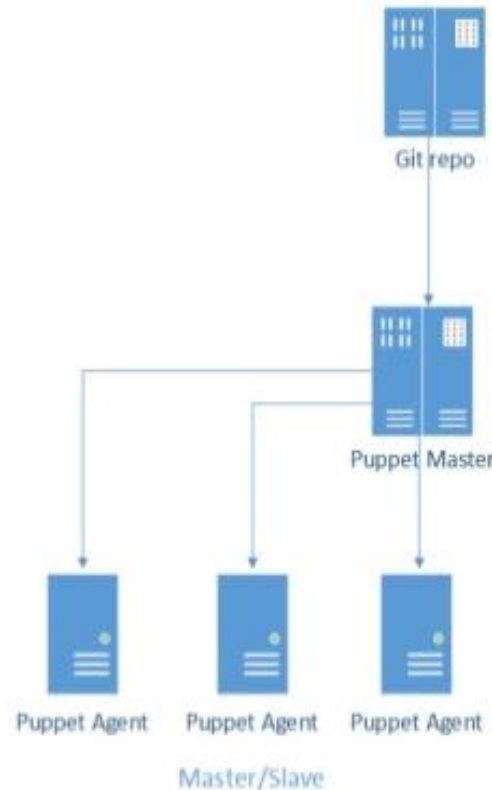 Git repo
Puppet Master
Puppet Agent
Puppet Agent
Puppet Agent
Master/Slave